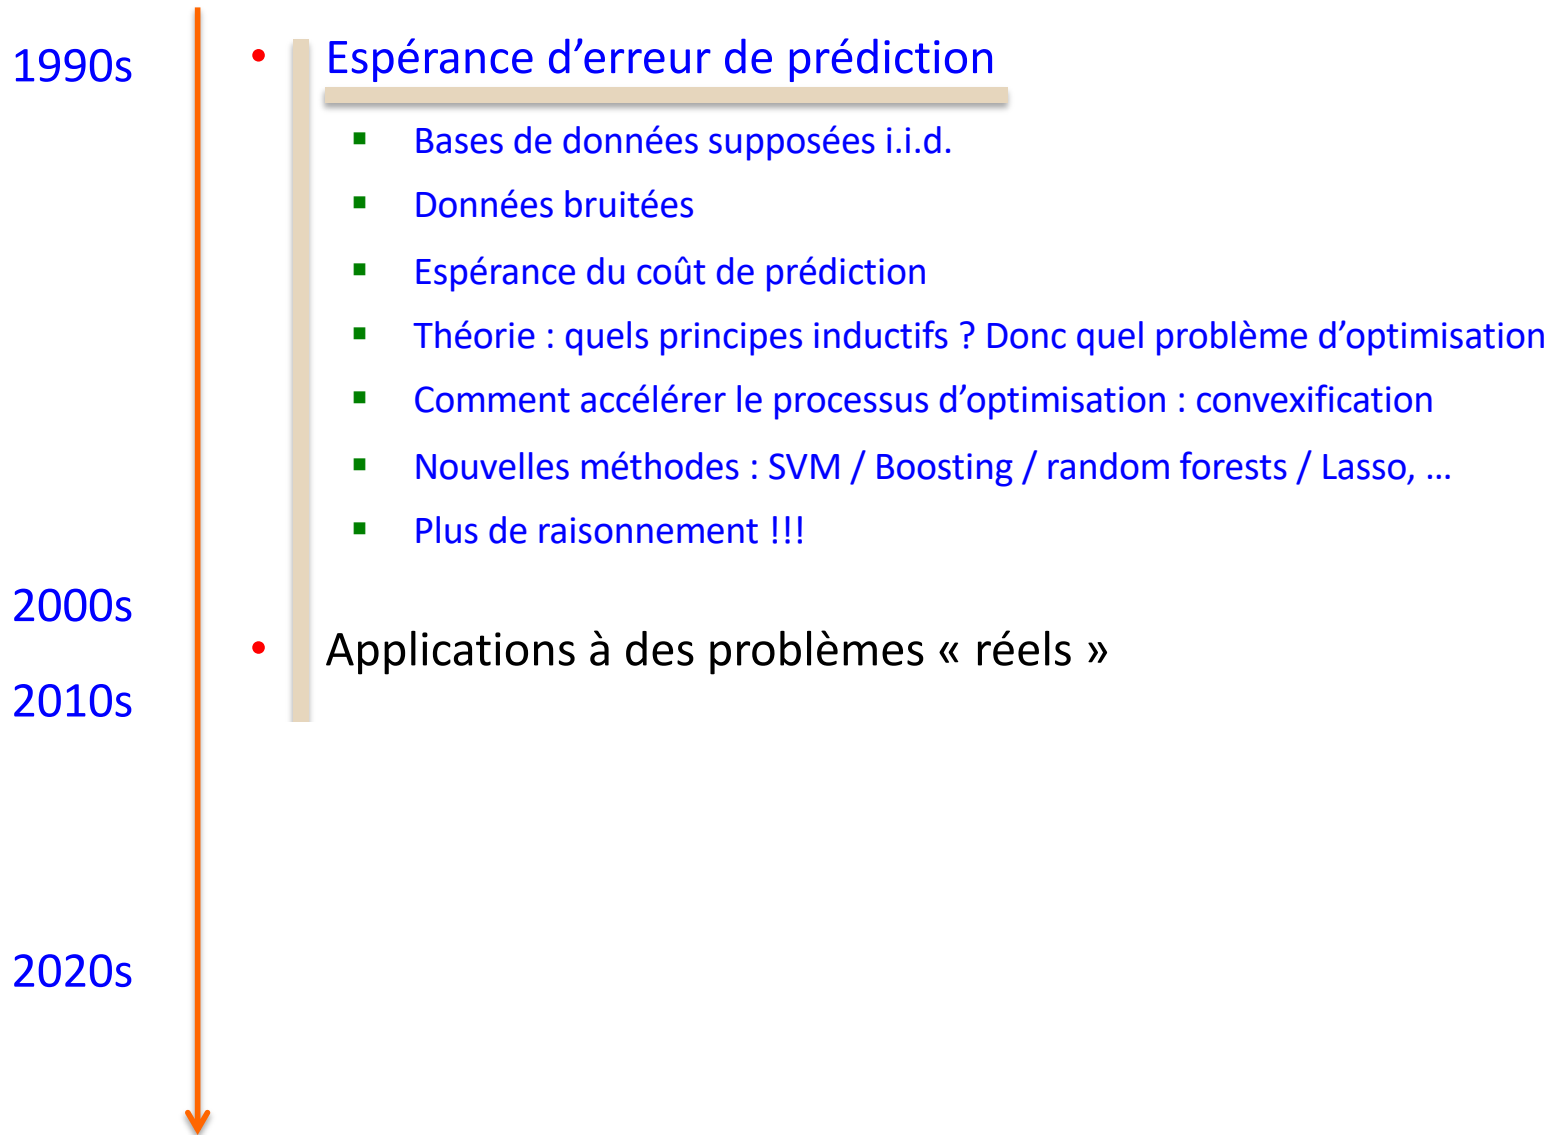 1990s
• Espérance d’erreur de prédiction
▪ Bases de données supposées i.i.d.
▪ Données bruitées
▪ Espérance du coût de prédiction
▪ Théorie : quels principes inductifs ? Donc quel problème d’optimisation
▪ Comment accélérer le processus d’optimisation : convexification
▪ Nouvelles méthodes : SVM / Boosting / random forests / Lasso, …
▪ Plus de raisonnement !!!
2000s
• Applications à des problèmes « réels »
2010s
2020s